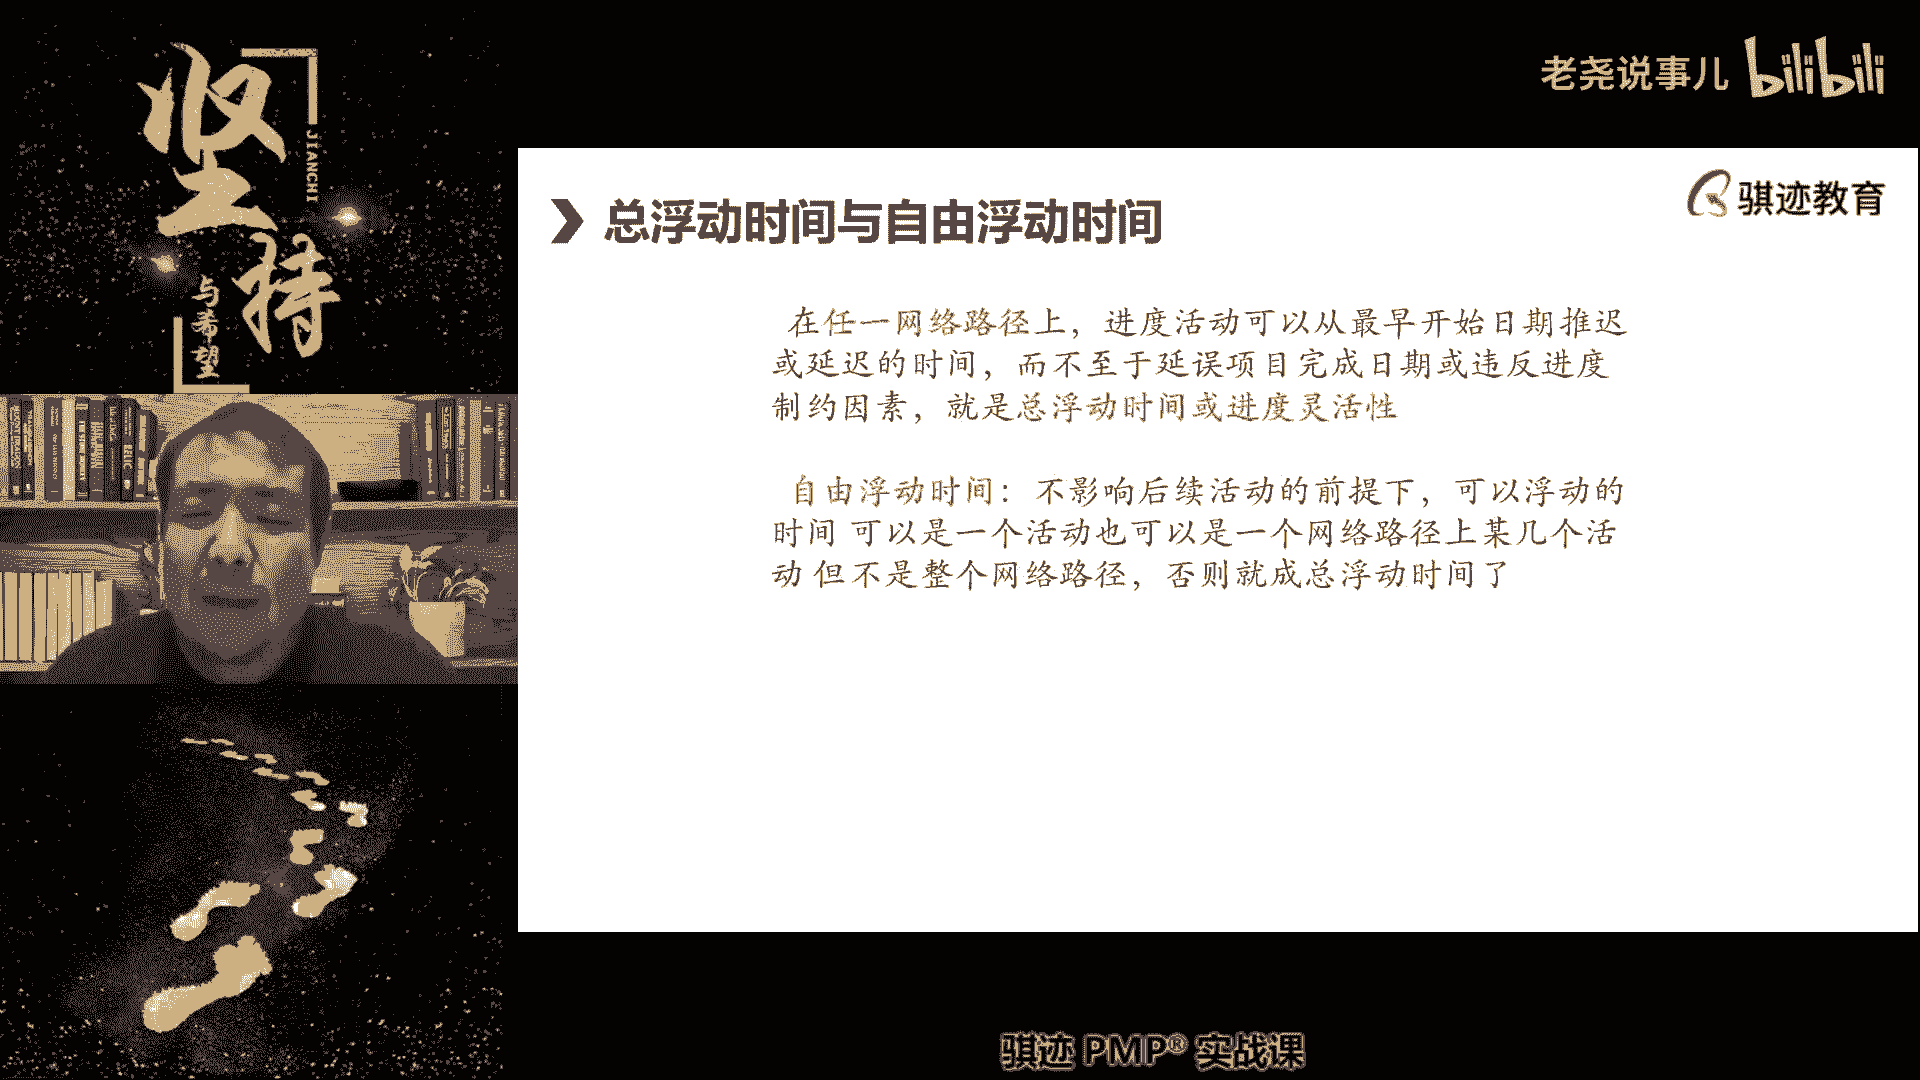 坚持
JIANCHI
与希望
老尧说事儿 bilibili
骐迹教育
总浮动时间与自由浮动时间
在任一网络路径上，进度活动可以从最早开始日期推迟
或延迟的时间，而不至于延误项目完成日期或违反进度
制约因素，就是总浮动时间或进度灵活性
自由浮动时间： 不影响后续活动的前提下，可以浮动的
时间 可以是一个活动也可以是一个网络路径上某几个活
动 但不是整个网络路径，否则就成总浮动时间了
骐迹 PMP® 实战课